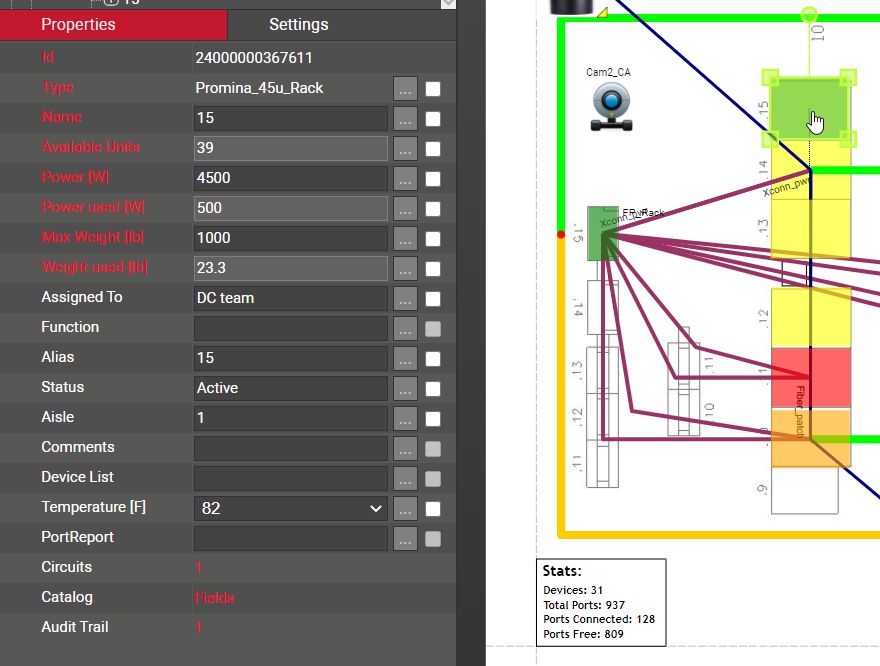 15
Properties
Settings
Id
24000000367611
Type
Promina_45u_Rack
...
Name
15
...
Available Units
39
...
Power [W]
4500
...
Power used [W]
500
...
Max Weight [lb]
1000
...
Weight used [lb]
23.3
...
Assigned To
DC team
...
Function
...
Alias
15
...
Status
Active
...
Aisle
1
...
Comments
...
Device List
...
Temperature [F]
82
...
PortReport
...
Circuits
1
Catalog
Fields
Audit Trail
1
10
Cam2_CA
.15
.14
Xconn_pwr
.13
.12
Fiber_patch
.9
Xconn_pwr
.15
.14
.13
.12
.11
.11
.10
Stats:
Devices: 31
Total Ports: 937
Ports Connected: 128
Ports Free: 809